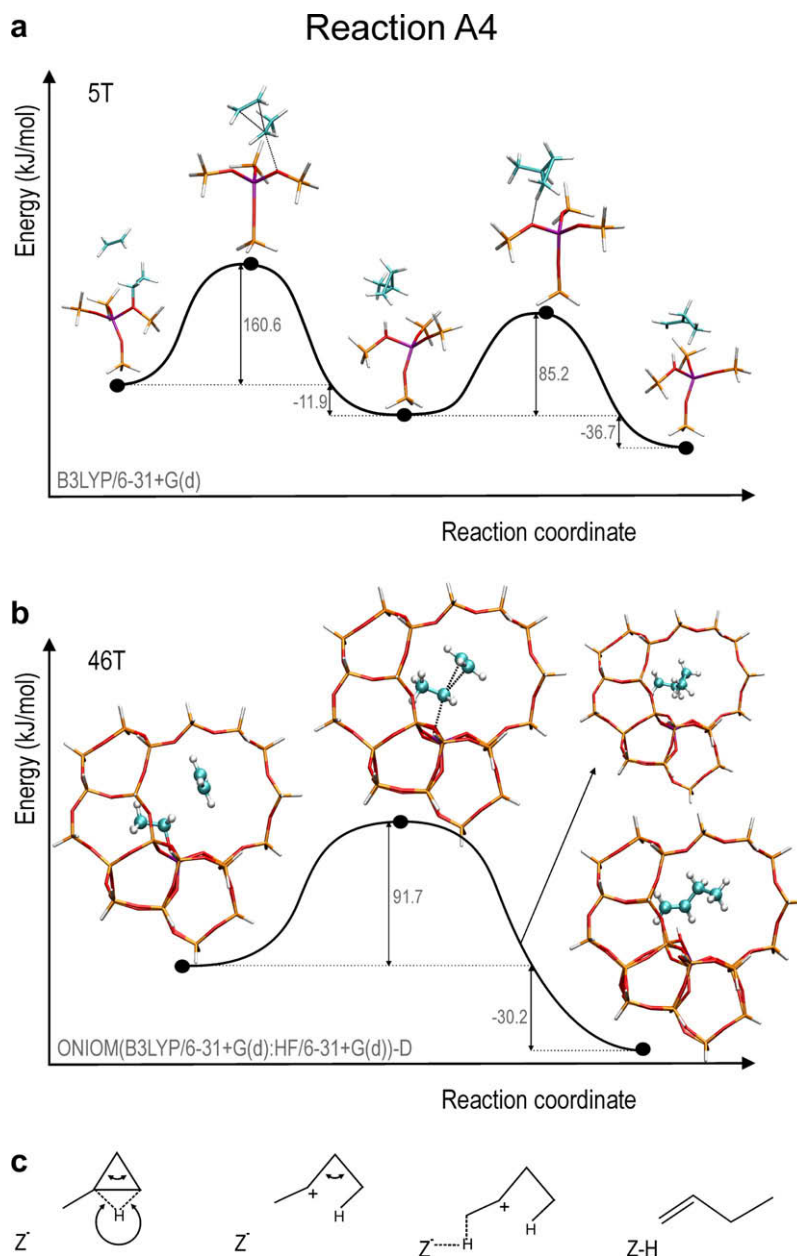 Reaction A4
a
Energy (kJ/mol)
5T
160.6
-11.9
85.2
-36.7
B3LYP/6-31+G(d)
Reaction coordinate
b
Energy (kJ/mol)
46T
91.7
-30.2
ONIOM(B3LYP/6-31+G(d):HF/6-31+G(d))-D
Reaction coordinate
c
H
Z-
+
H
Z-
+
H
H
Z-
Z-H